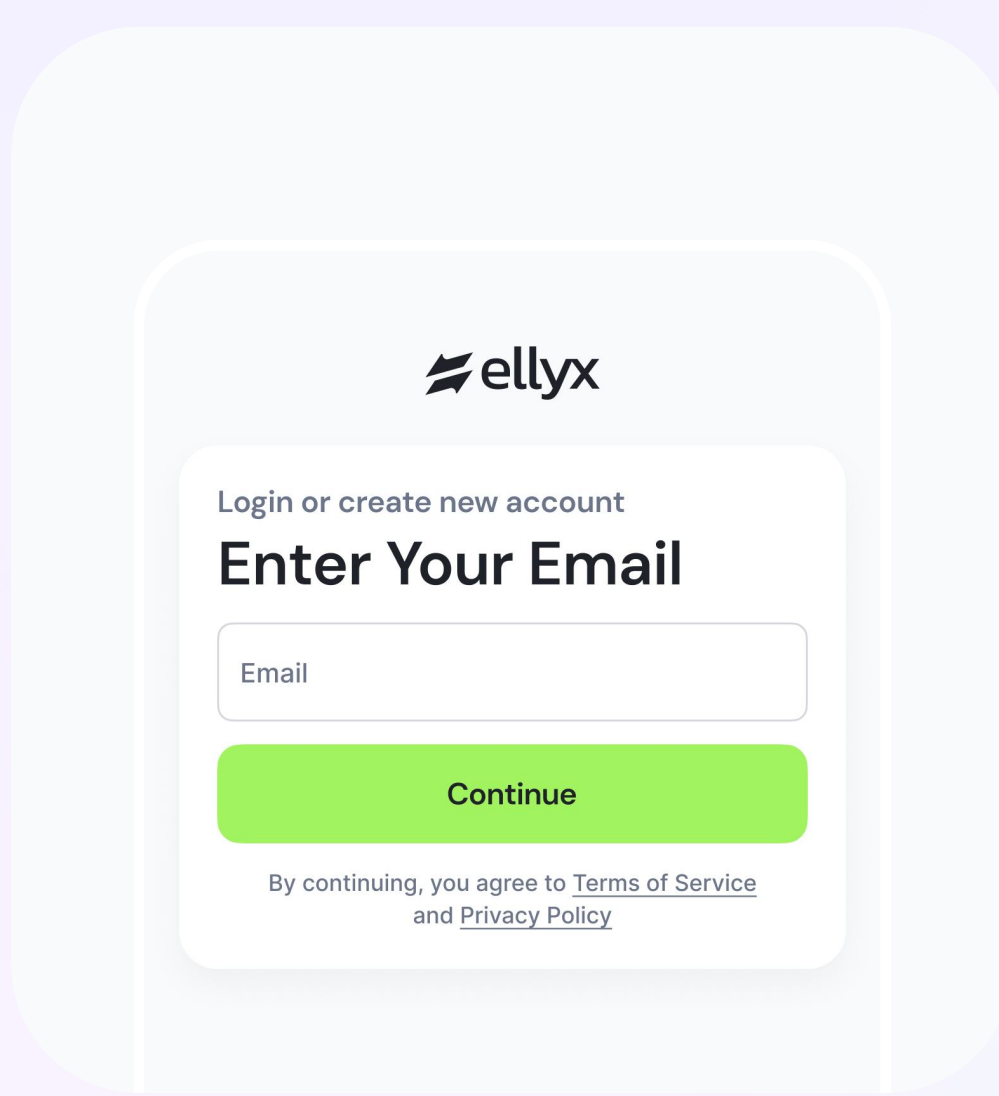 ellyx
Login or create new account
Enter Your Email
Email
Continue
By continuing, you agree to Terms of Service
and Privacy Policy